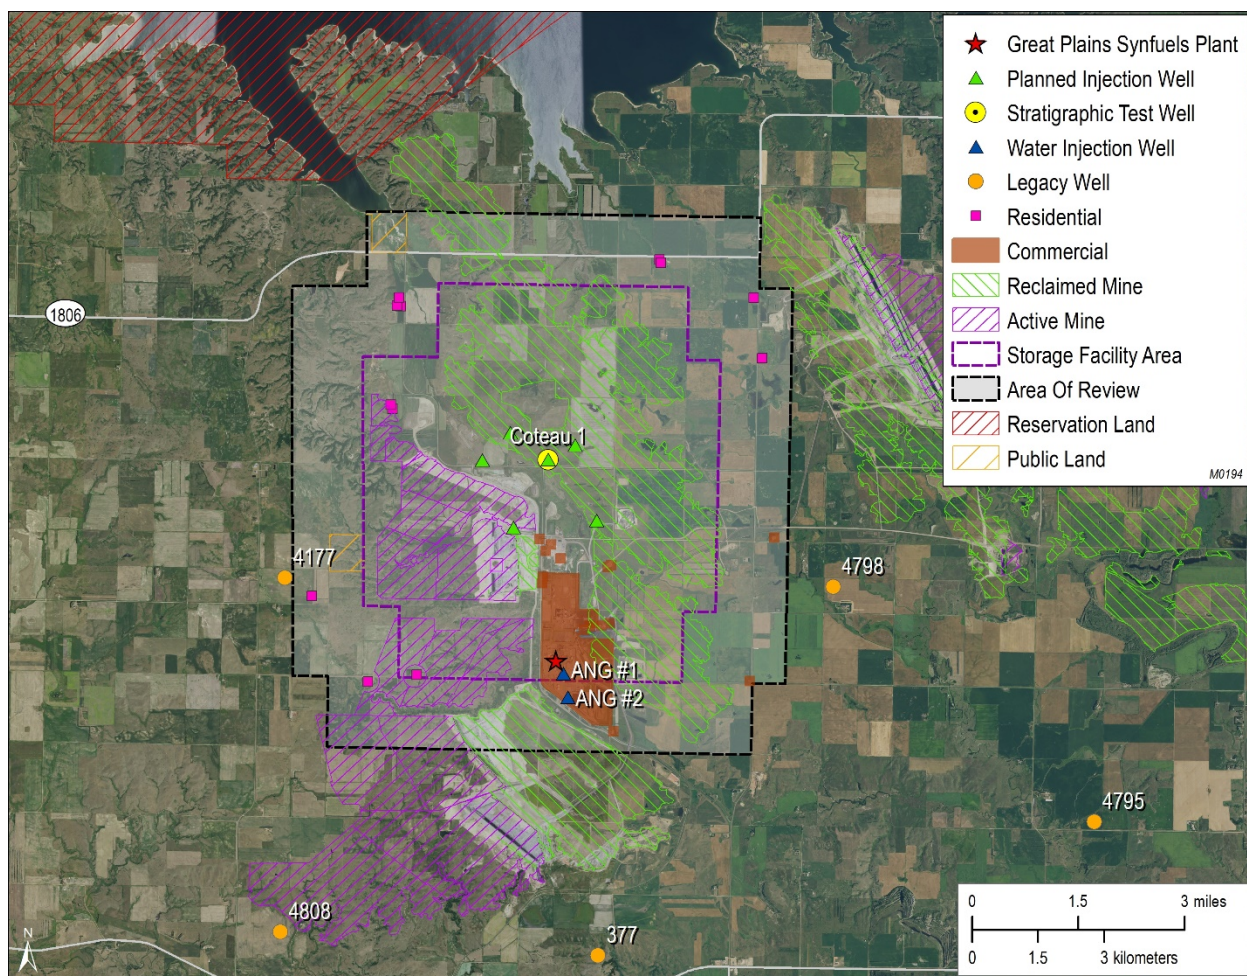 Great Plains Synfuels Plant
Planned Injection Well
Stratigraphic Test Well
Water Injection Well
Legacy Well
Residential
Commercial
Reclaimed Mine
Active Mine
Storage Facility Area
Area Of Review
Reservation Land
Public Land
M0194
1806
Coteau 1
4177
4798
ANG #1
ANG #2
4795
4808
377
N
0 1.5 3 miles
0 1.5 3 kilometers